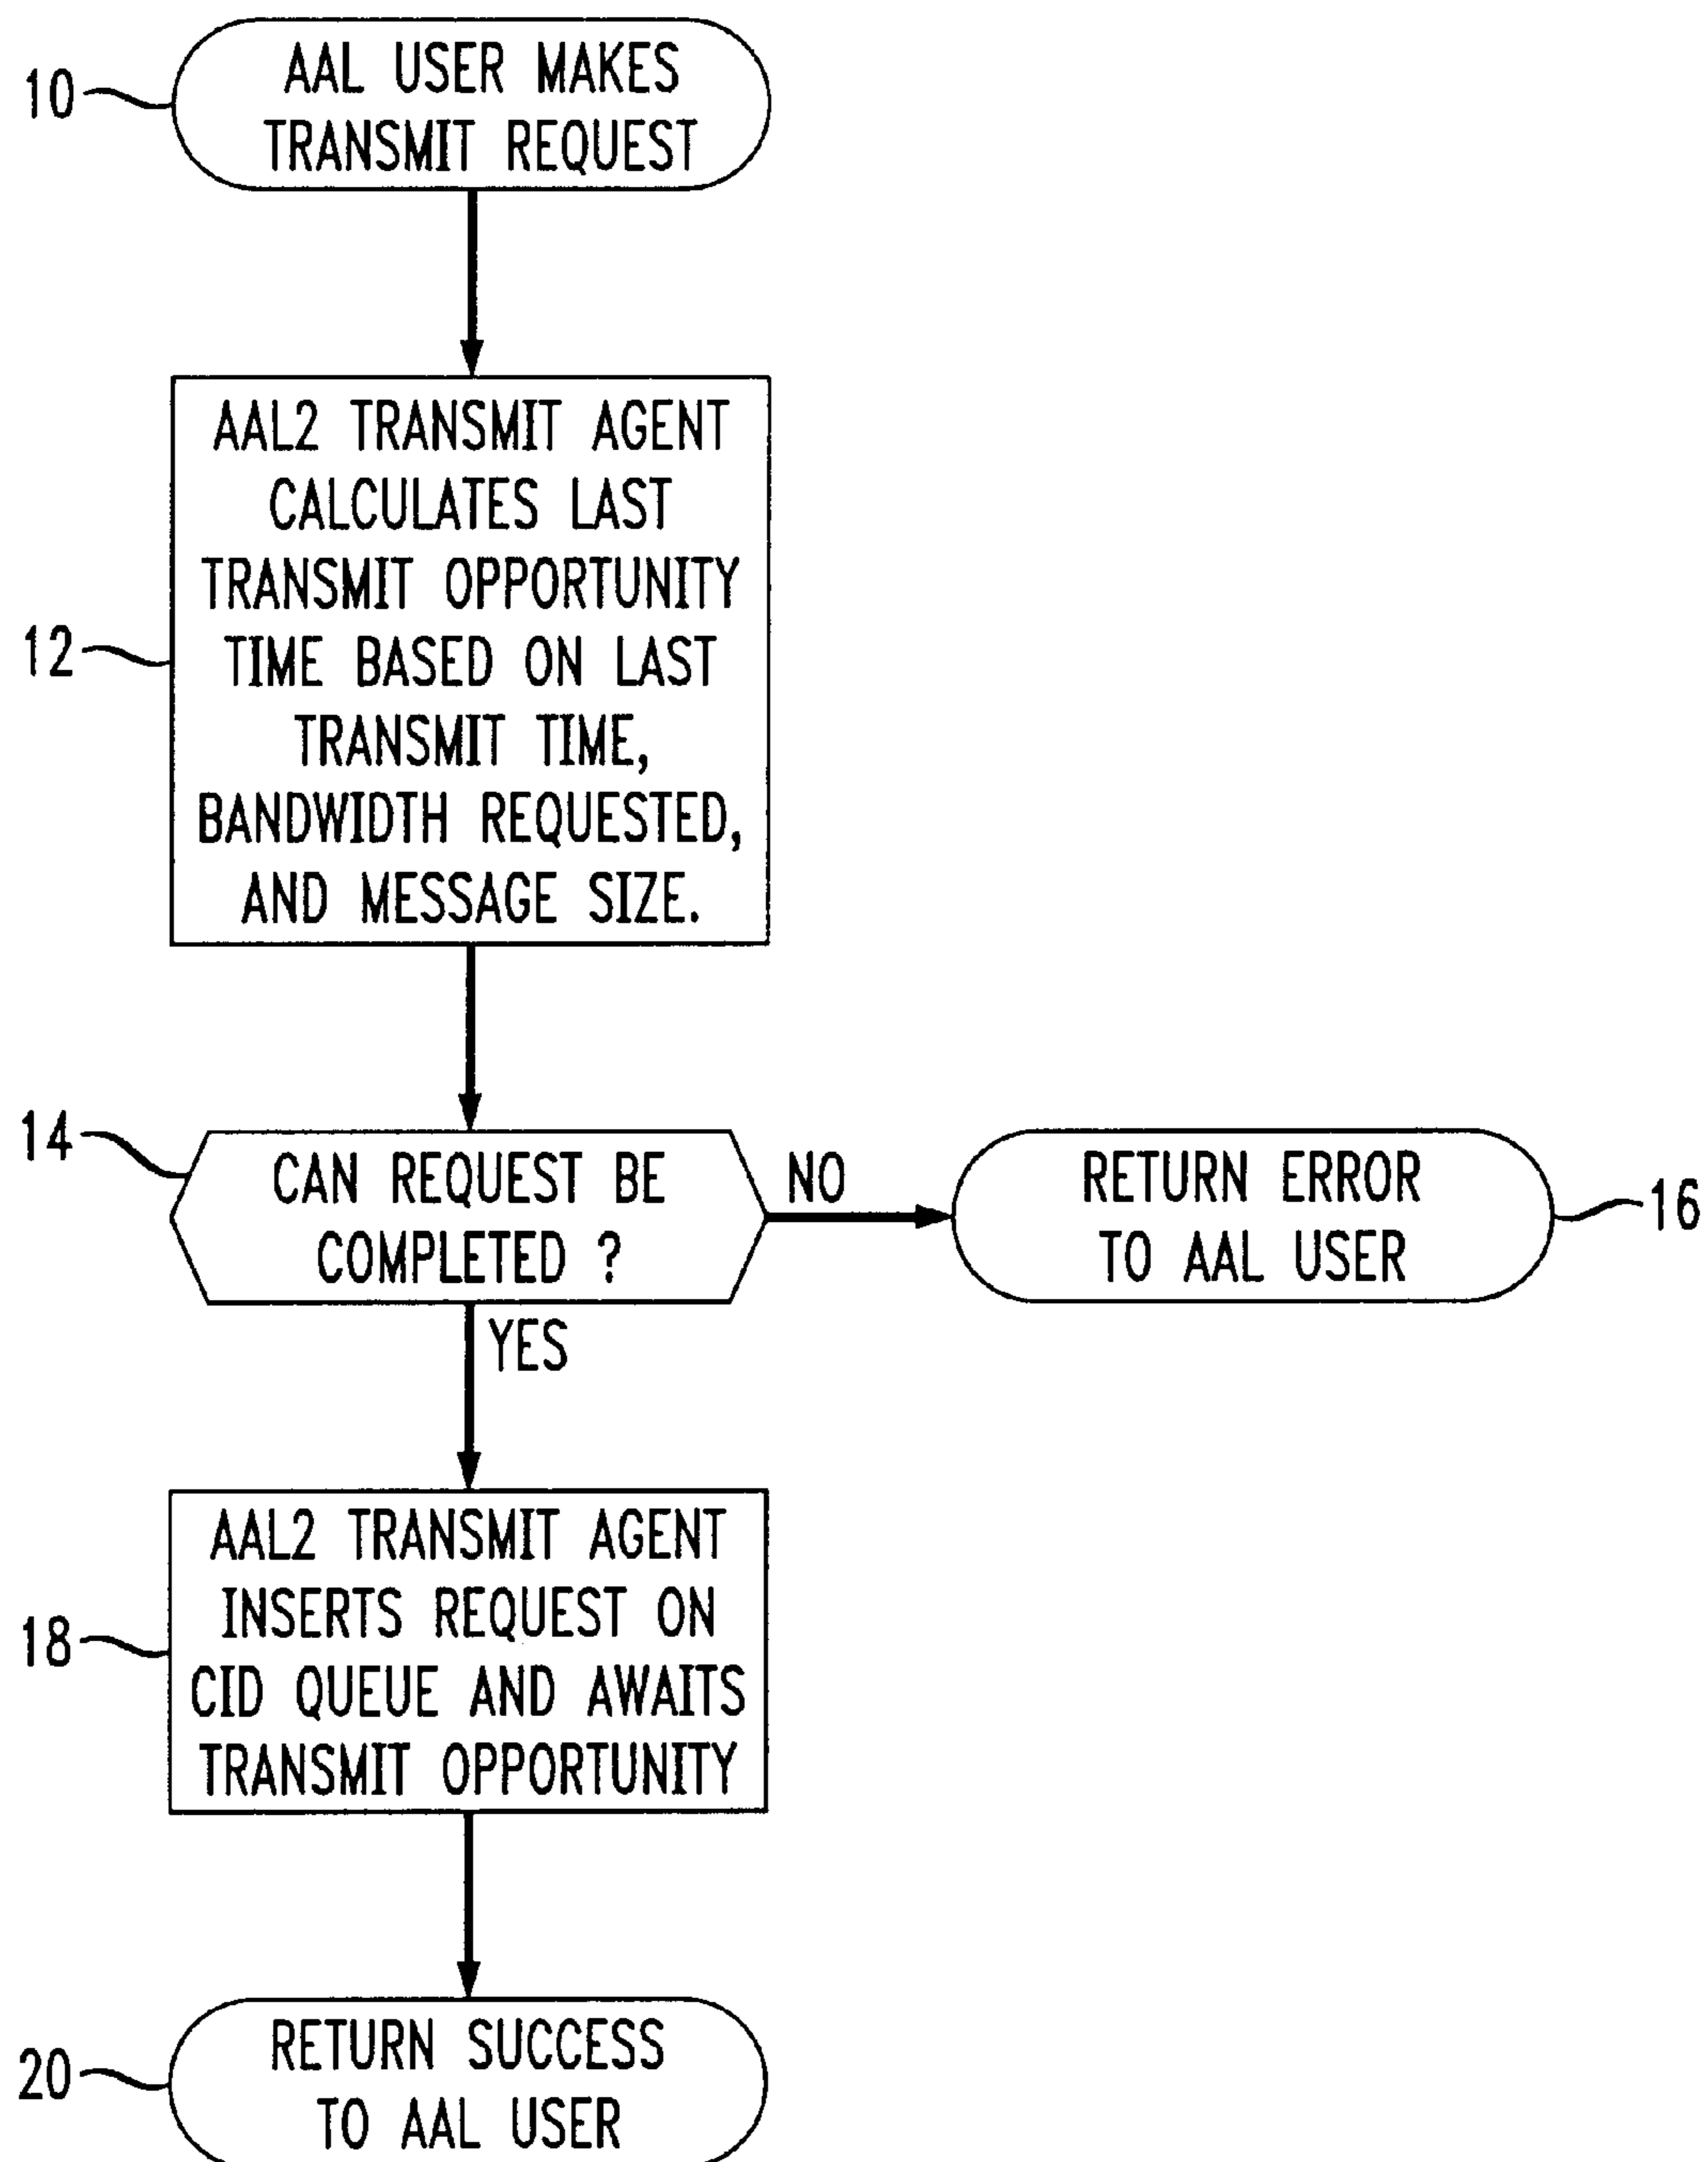 10
AAL USER MAKES
TRANSMIT REQUEST
12
AAL2 TRANSMIT AGENT
CALCULATES LAST
TRANSMIT OPPORTUNITY
TIME BASED ON LAST
TRANSMIT TIME,
BANDWIDTH REQUESTED,
AND MESSAGE SIZE.
14
CAN REQUEST BE
COMPLETED ?
NO
RETURN ERROR
TO AAL USER
16
YES
18
AAL2 TRANSMIT AGENT
INSERTS REQUEST ON
CID QUEUE AND AWAITS
TRANSMIT OPPORTUNITY
20
RETURN SUCCESS
TO AAL USER